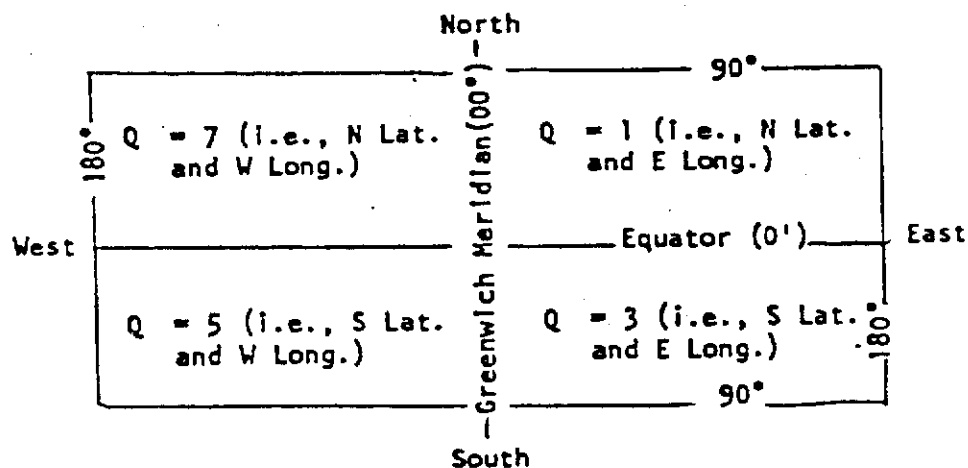 North
90°
180°
Q = 7 (i.e., N Lat.
and W Long.)
Greenwich Meridian(00°)
Q = 1 (i.e., N Lat.
and E Long.)
West
Equator (0')
East
Q = 5 (i.e., S Lat.
and W Long.)
Q = 3 (i.e., S Lat.
and E Long.)
180°
90°
South